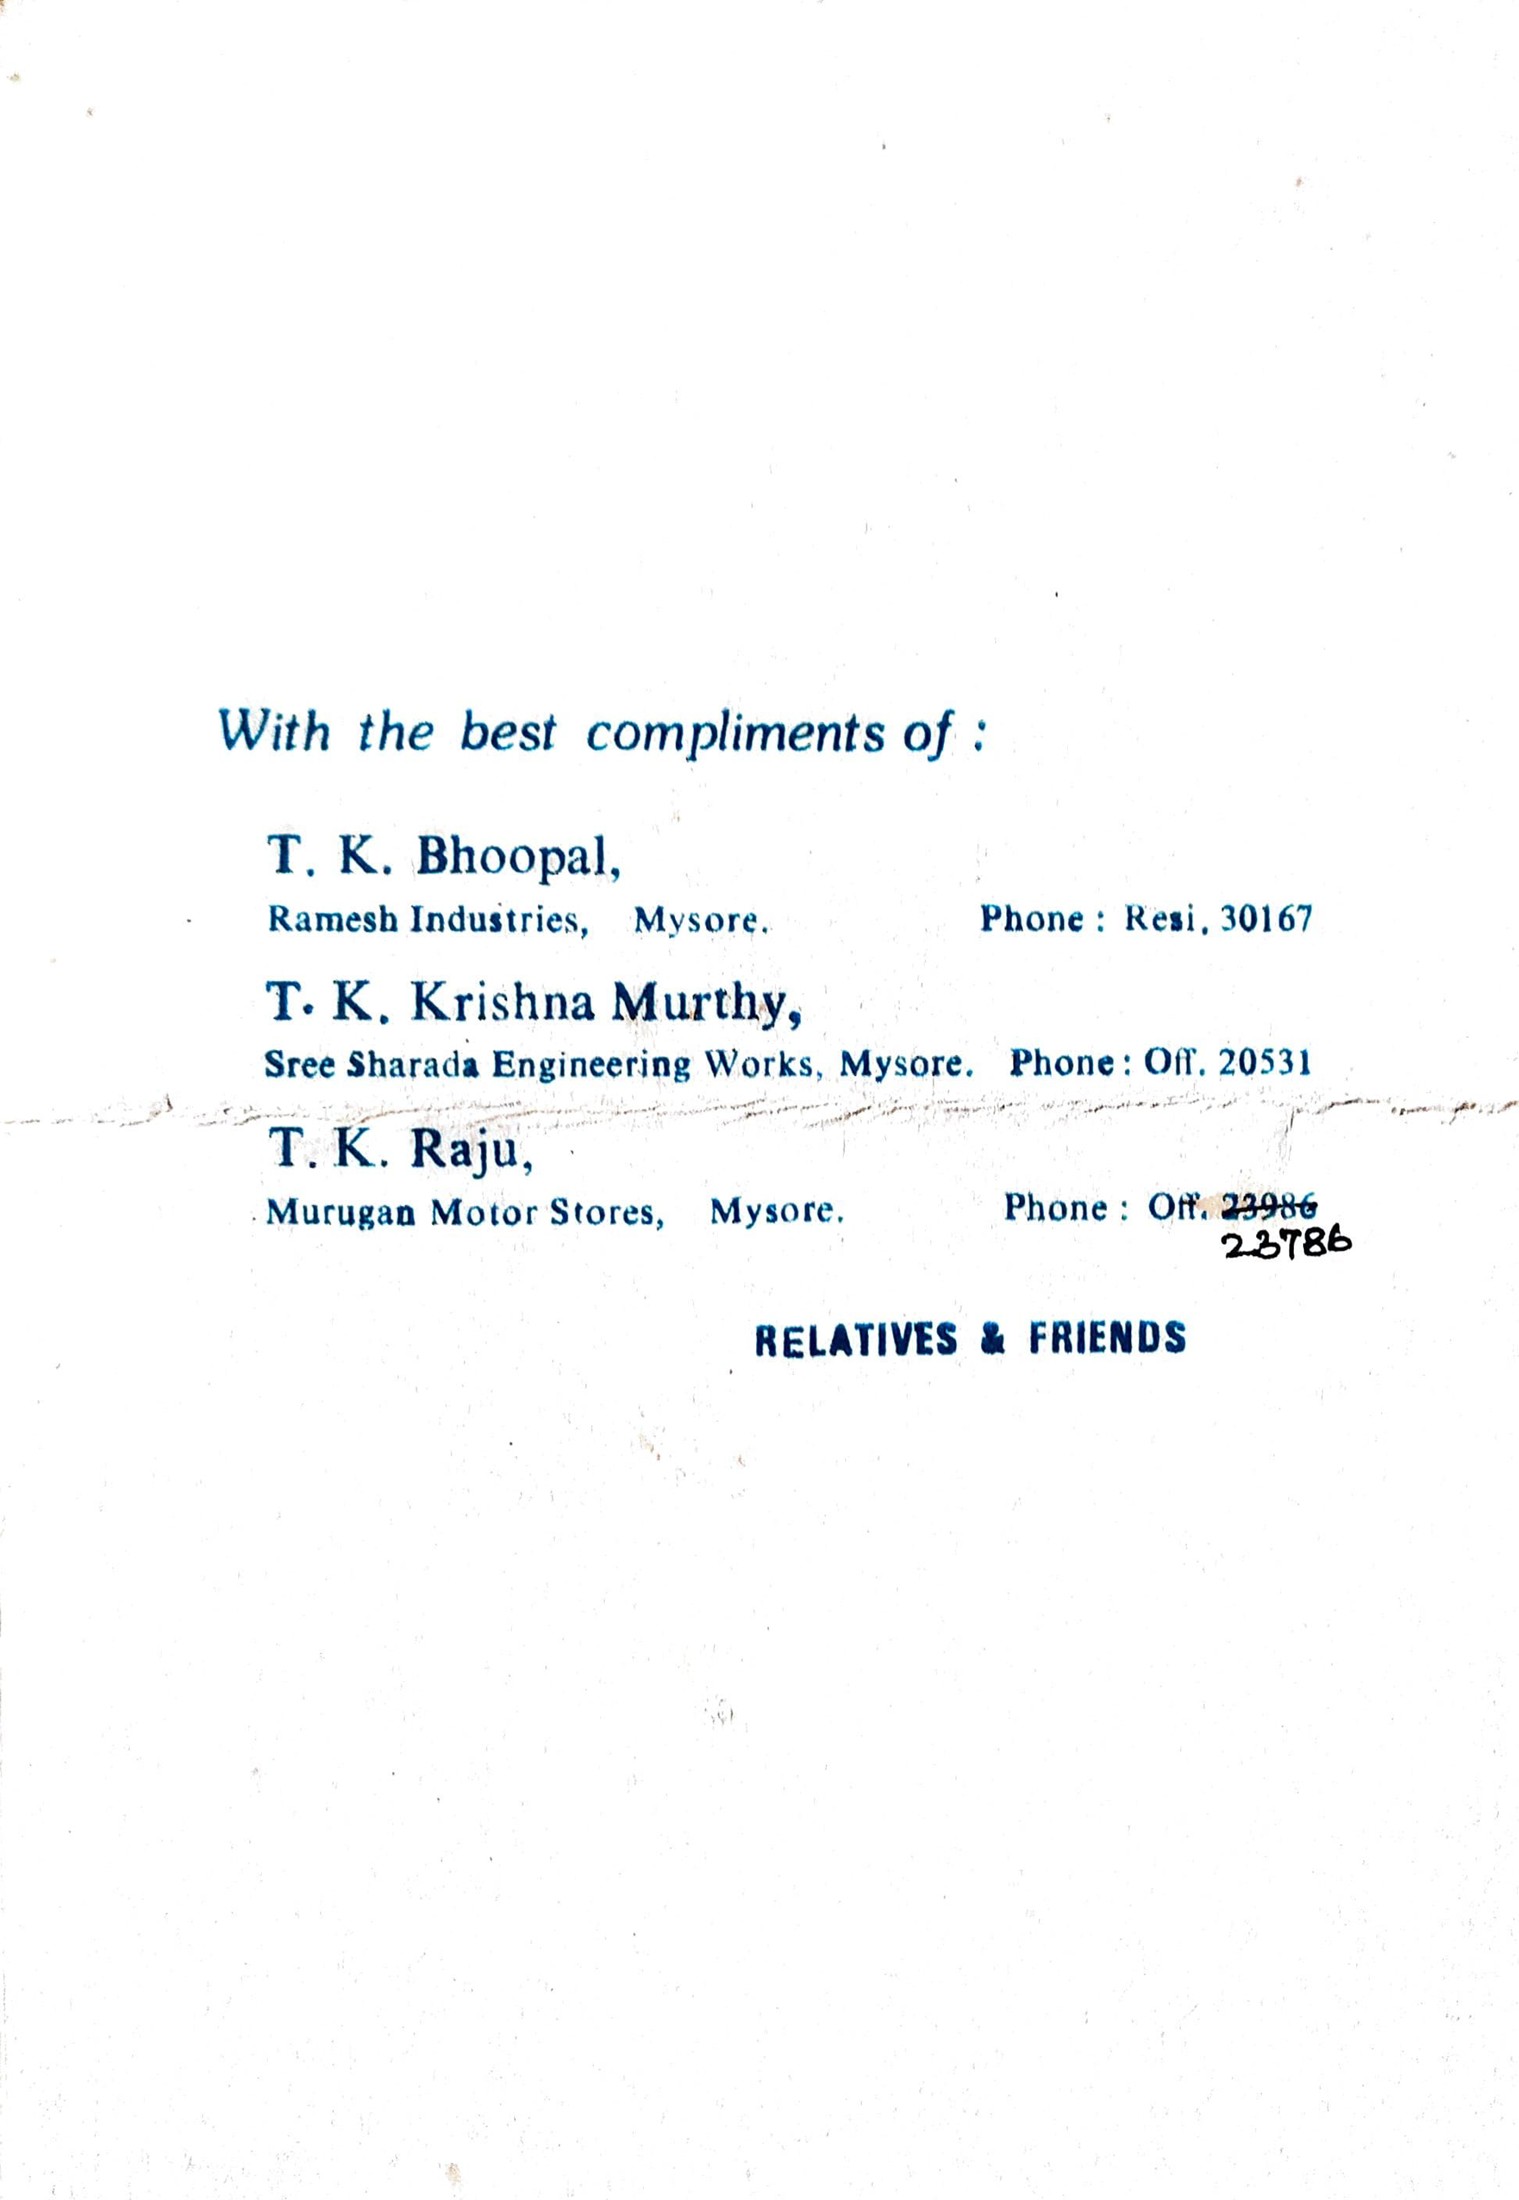 With the best compliments of :
T. K. Bhoopal,
Ramesh Industries, Mysore. Phone : Resi. 30167
T. K. Krishna Murthy,
Sree Sharada Engineering Works, Mysore. Phone : Off. 20531
T. K. Raju,
Murugan Motor Stores, Mysore. Phone : Off. 23986
23786
RELATIVES & FRIENDS